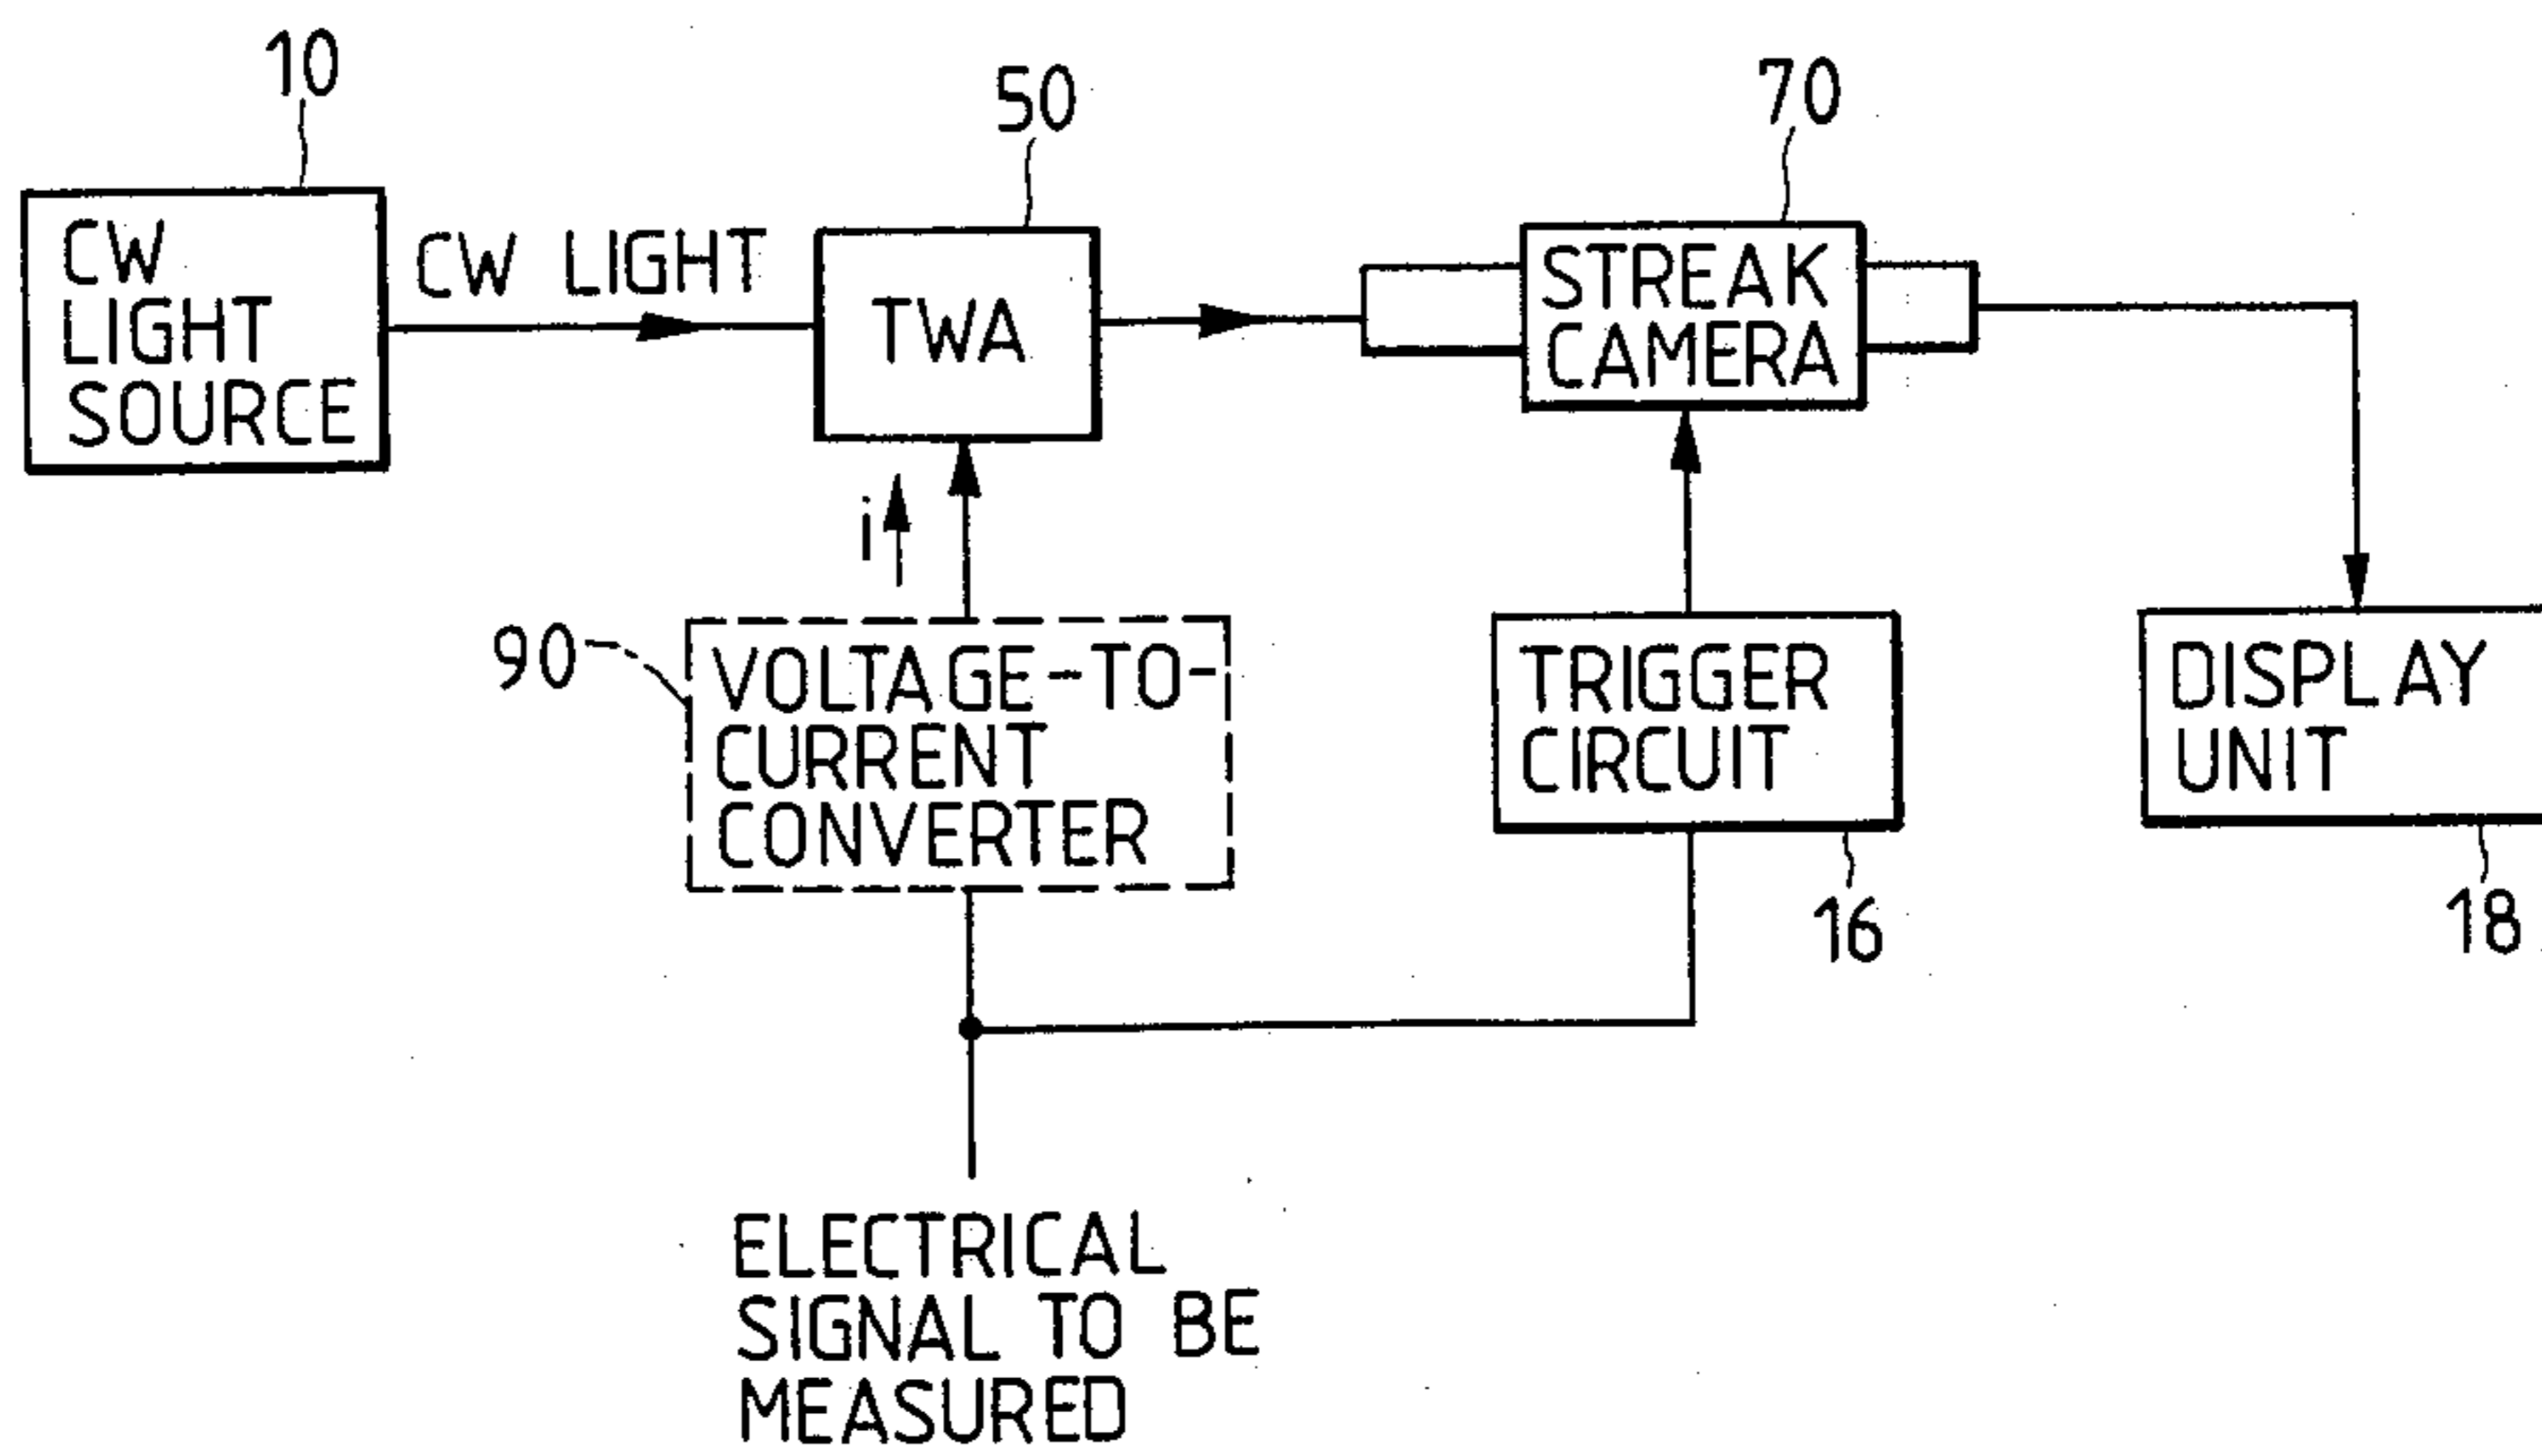 10
50
70
CW
LIGHT
SOURCE
CW LIGHT
TWA
STREAK
CAMERA
i
90
VOLTAGE-TO-
CURRENT
CONVERTER
TRIGGER
CIRCUIT
DISPLAY
UNIT
16
18
ELECTRICAL
SIGNAL TO BE
MEASURED